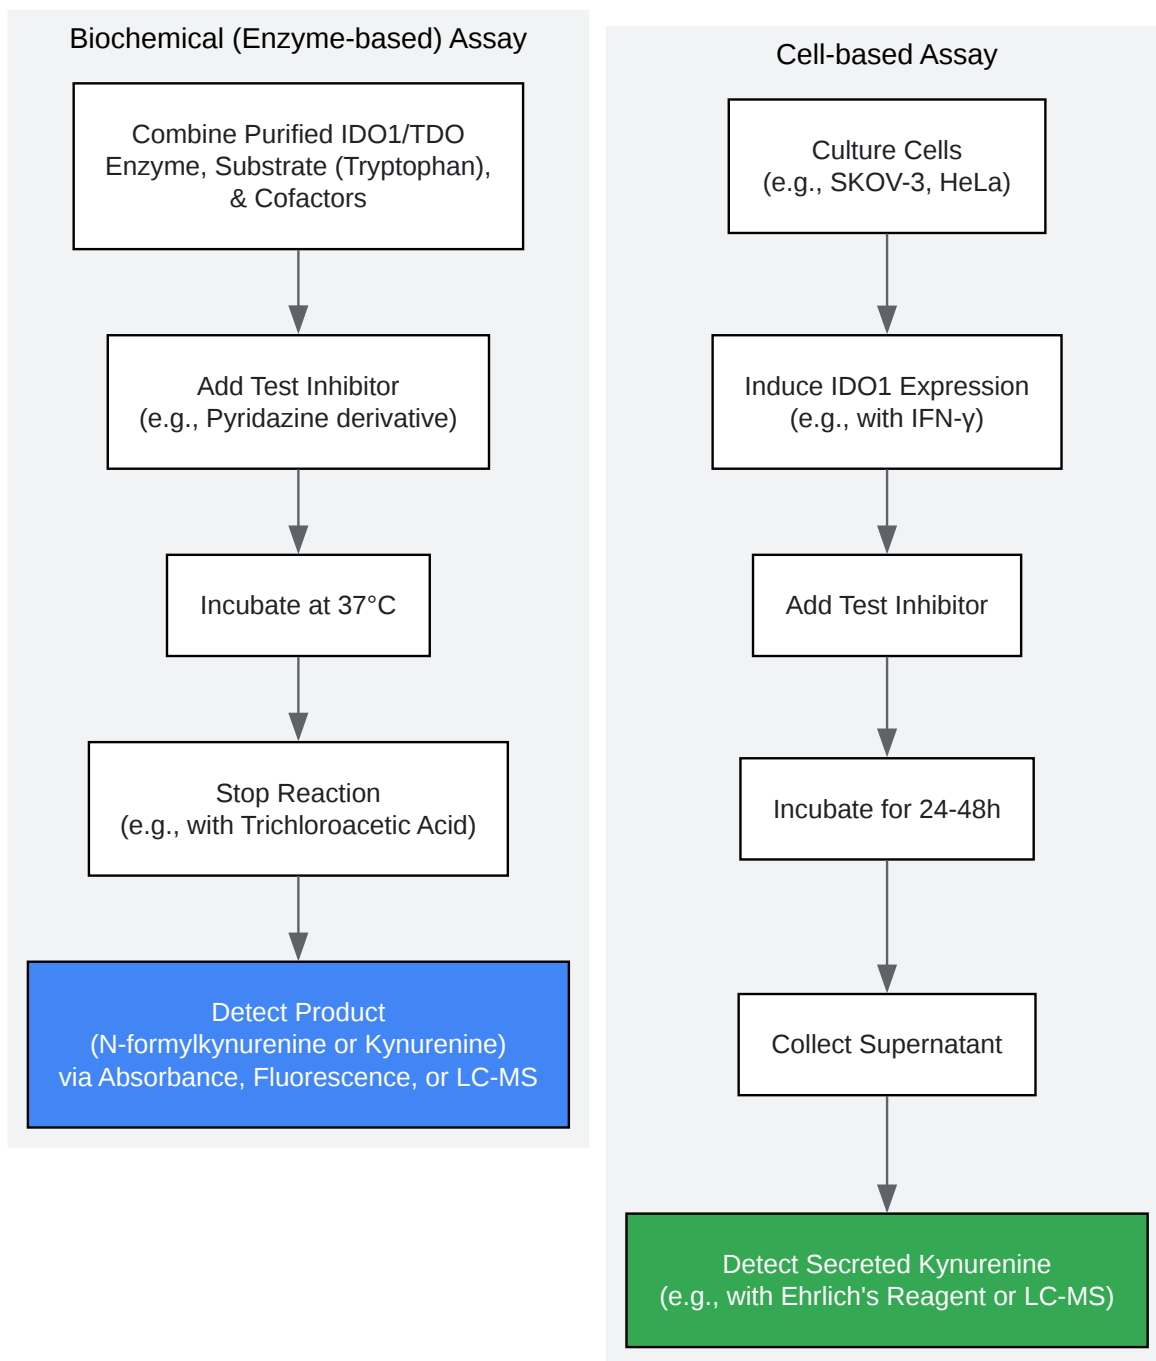 Biochemical (Enzyme-based) Assay
Combine Purified IDO1/TDO
Enzyme, Substrate (Tryptophan),
& Cofactors
Add Test Inhibitor
(e.g., Pyridazine derivative)
Incubate at 37°C
Stop Reaction
(e.g., with Trichloroacetic Acid)
Detect Product
(N-formylkynurenine or Kynurenine)
via Absorbance, Fluorescence, or LC-MS
Cell-based Assay
Culture Cells
(e.g., SKOV-3, HeLa)
Induce IDO1 Expression
(e.g., with IFN-γ)
Add Test Inhibitor
Incubate for 24-48h
Collect Supernatant
Detect Secreted Kynurenine
(e.g., with Ehrlich's Reagent or LC-MS)